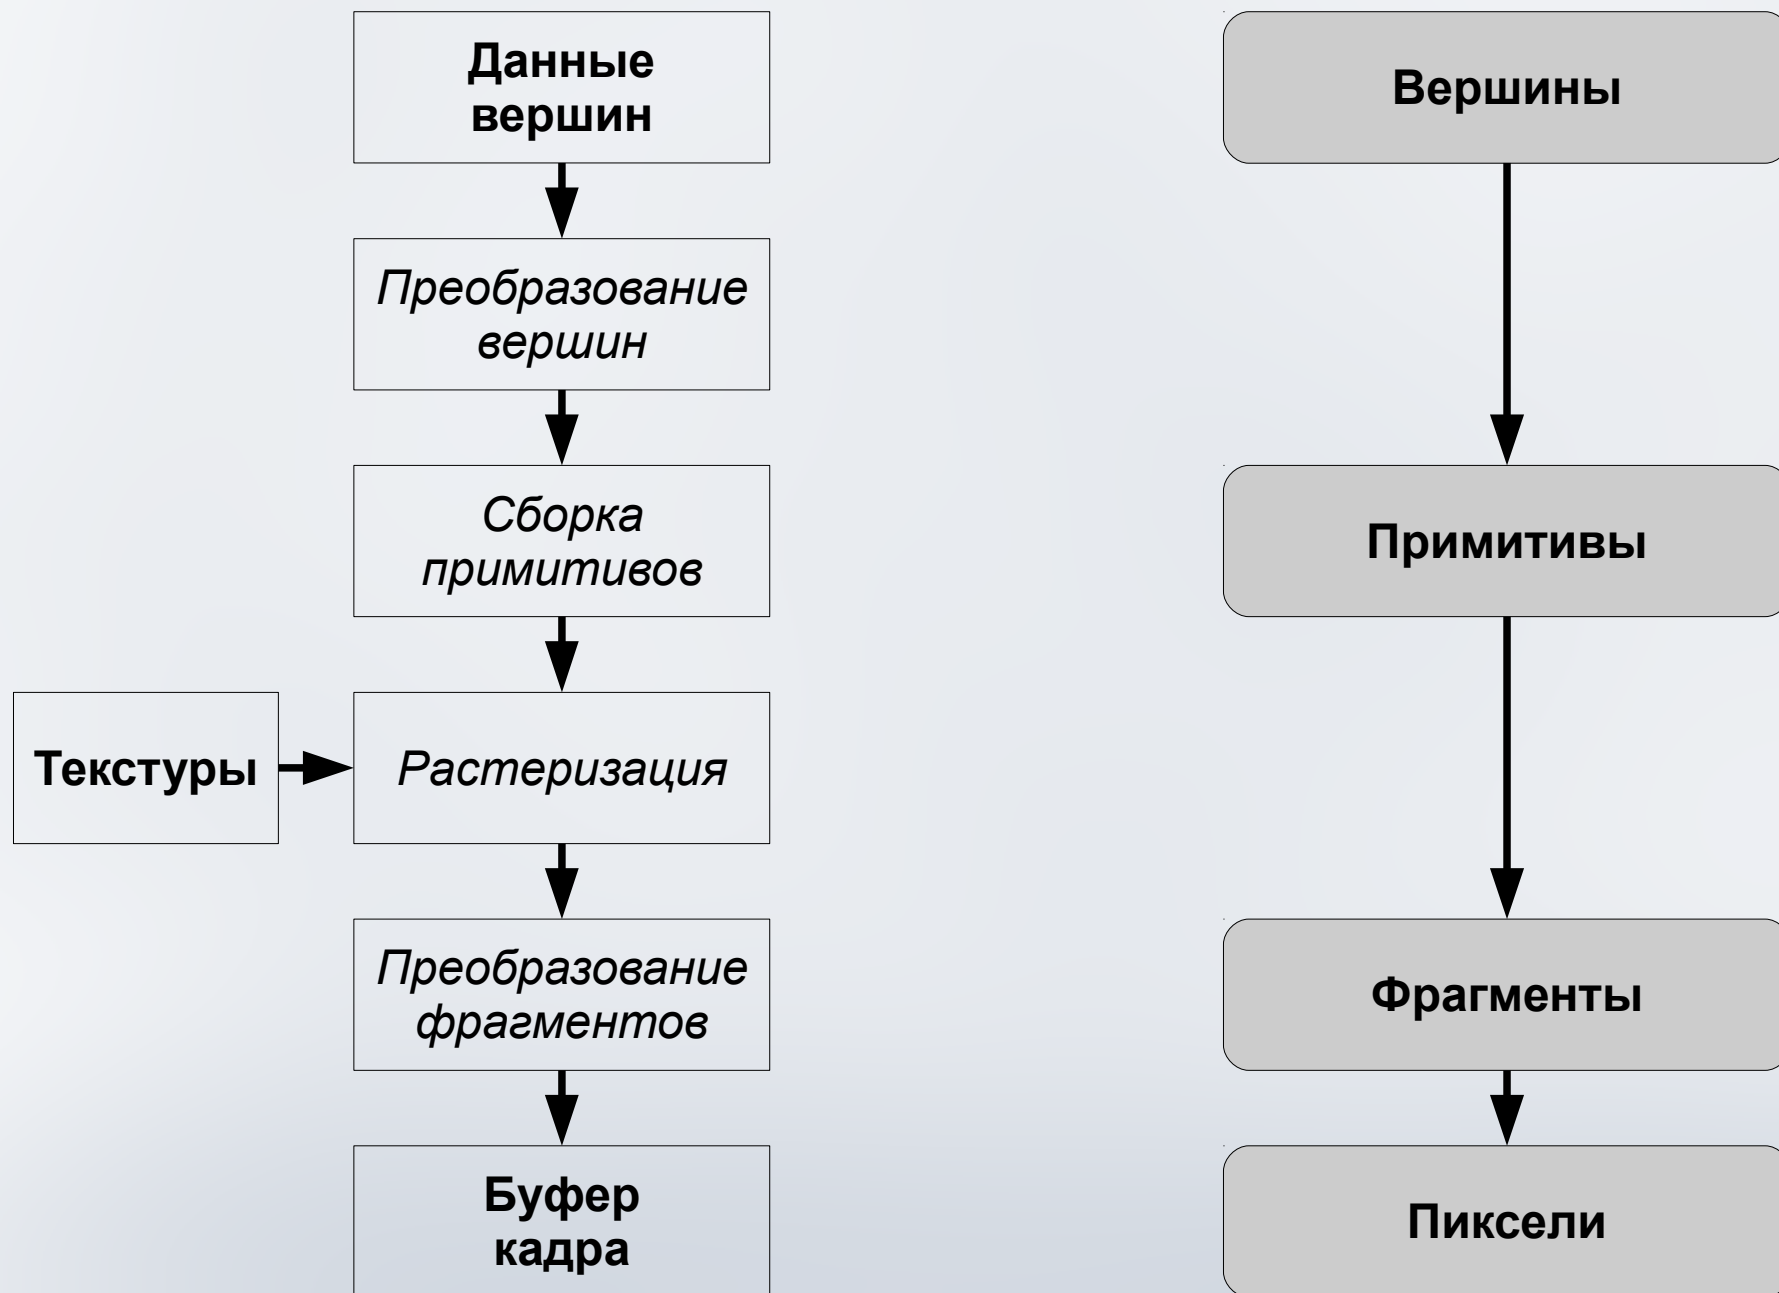 Данные
вершин
Преобразование
вершин
Сборка
примитивов
Текстуры
Растеризация
Преобразование
фрагментов
Буфер
кадра
Вершины
Примитивы
Фрагменты
Пиксели